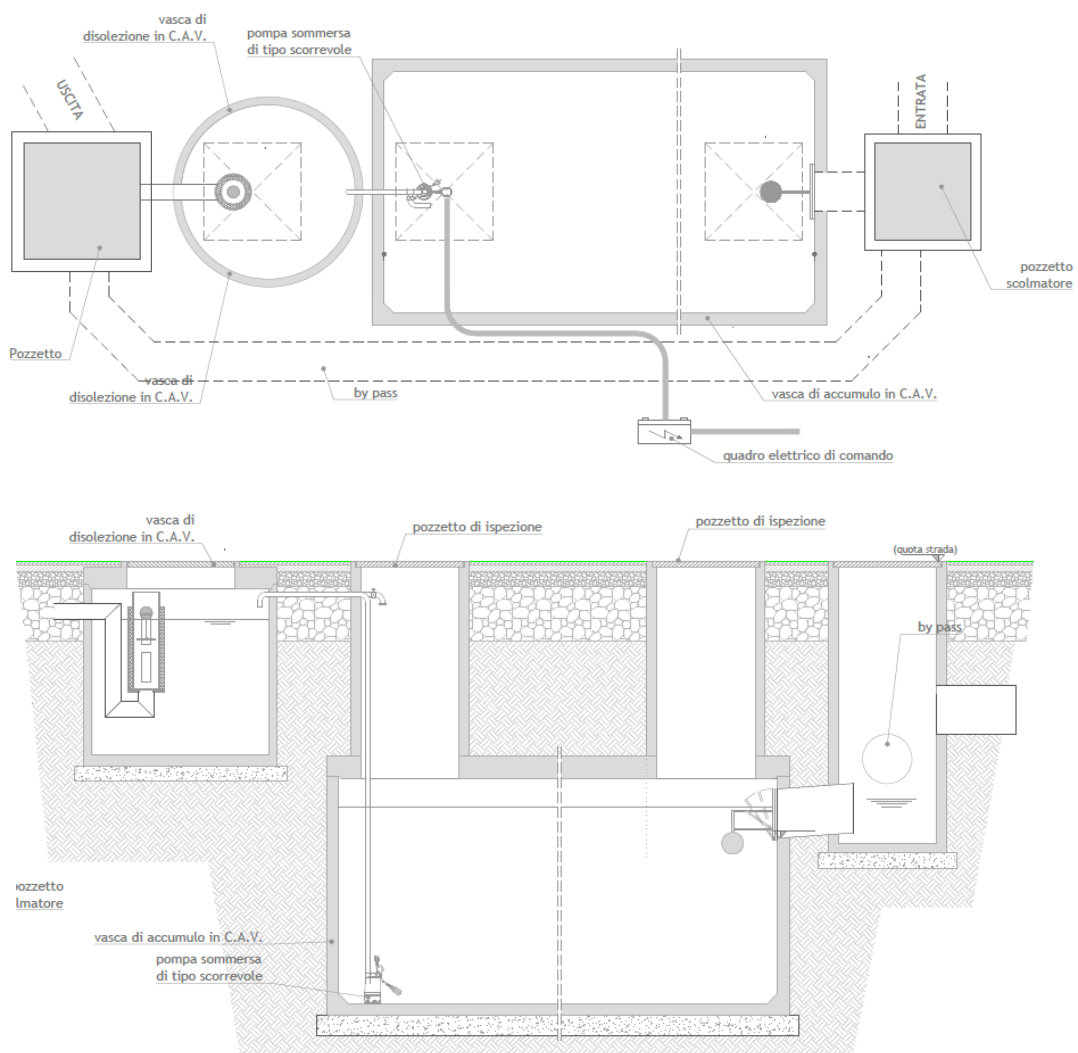 vasca di
disolezione in C.A.V.
pompa sommersa
di tipo scorrevole
USCITA
ENTRATA
pozzetto
scolmatore
Pozzetto
vasca di
disolezione in C.A.V.
by pass
vasca di accumulo in C.A.V.
quadro elettrico di comando
vasca di
disolezione in C.A.V.
pozzetto di ispezione
pozzetto di ispezione
(quota strada)
by pass
pozzetto
lmatore
vasca di accumulo in C.A.V.
pompa sommersa
di tipo scorrevole